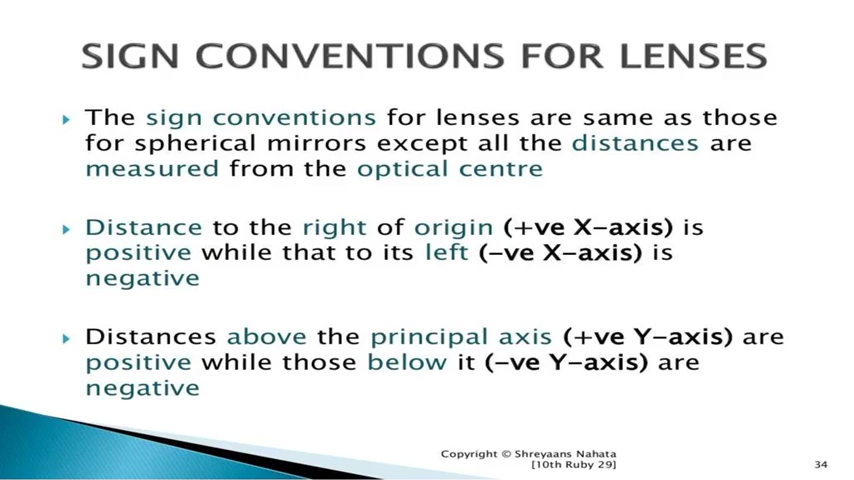 SIGN CONVENTIONS FOR LENSES
The sign conventions for lenses are same as those
for spherical mirrors except all the distances are
measured from the optical centre
Distance to the right of origin (+ve X-axis) is
positive while that to its left (-ve X-axis) is
negative
Distances above the principal axis (+ve Y-axis) are
positive while those below it (-ve Y-axis) are
negative
Copyright © Shreyaans Nahata
[10th Ruby 29]
34